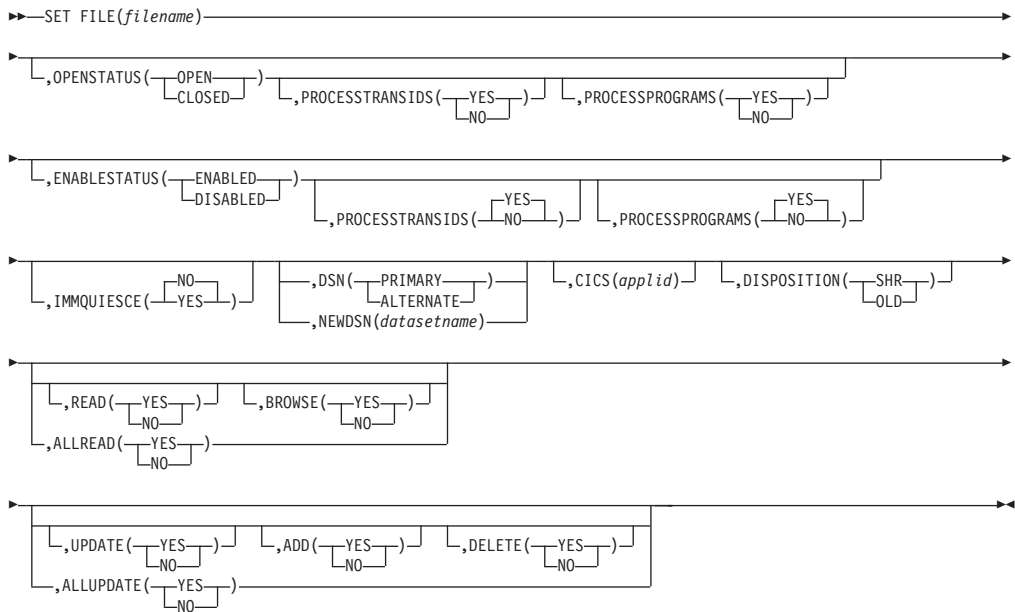 SET FILE(filename)
,OPENSTATUS( OPEN ) ,PROCESSTRANSIDS( YES ) ,PROCESSPROGRAMS( YES )
CLOSED NO NO
,ENABLESTATUS( ENABLED ) YES YES
DISABLED ,PROCESSTRANSIDS( NO ) ,PROCESSPROGRAMS( NO )
NO PRIMARY SHR
,IMMQUIESCE( YES ) ,DSN( ALTERNATE ) ,CICS(applid) ,DISPOSITION( OLD )
,NEWDSN(datasetname)
,READ( YES ) ,BROWSE( YES )
NO NO
,ALLREAD( YES )
NO
,UPDATE( YES ) ,ADD( YES ) ,DELETE( YES )
NO NO NO
,ALLUPDATE( YES )
NO